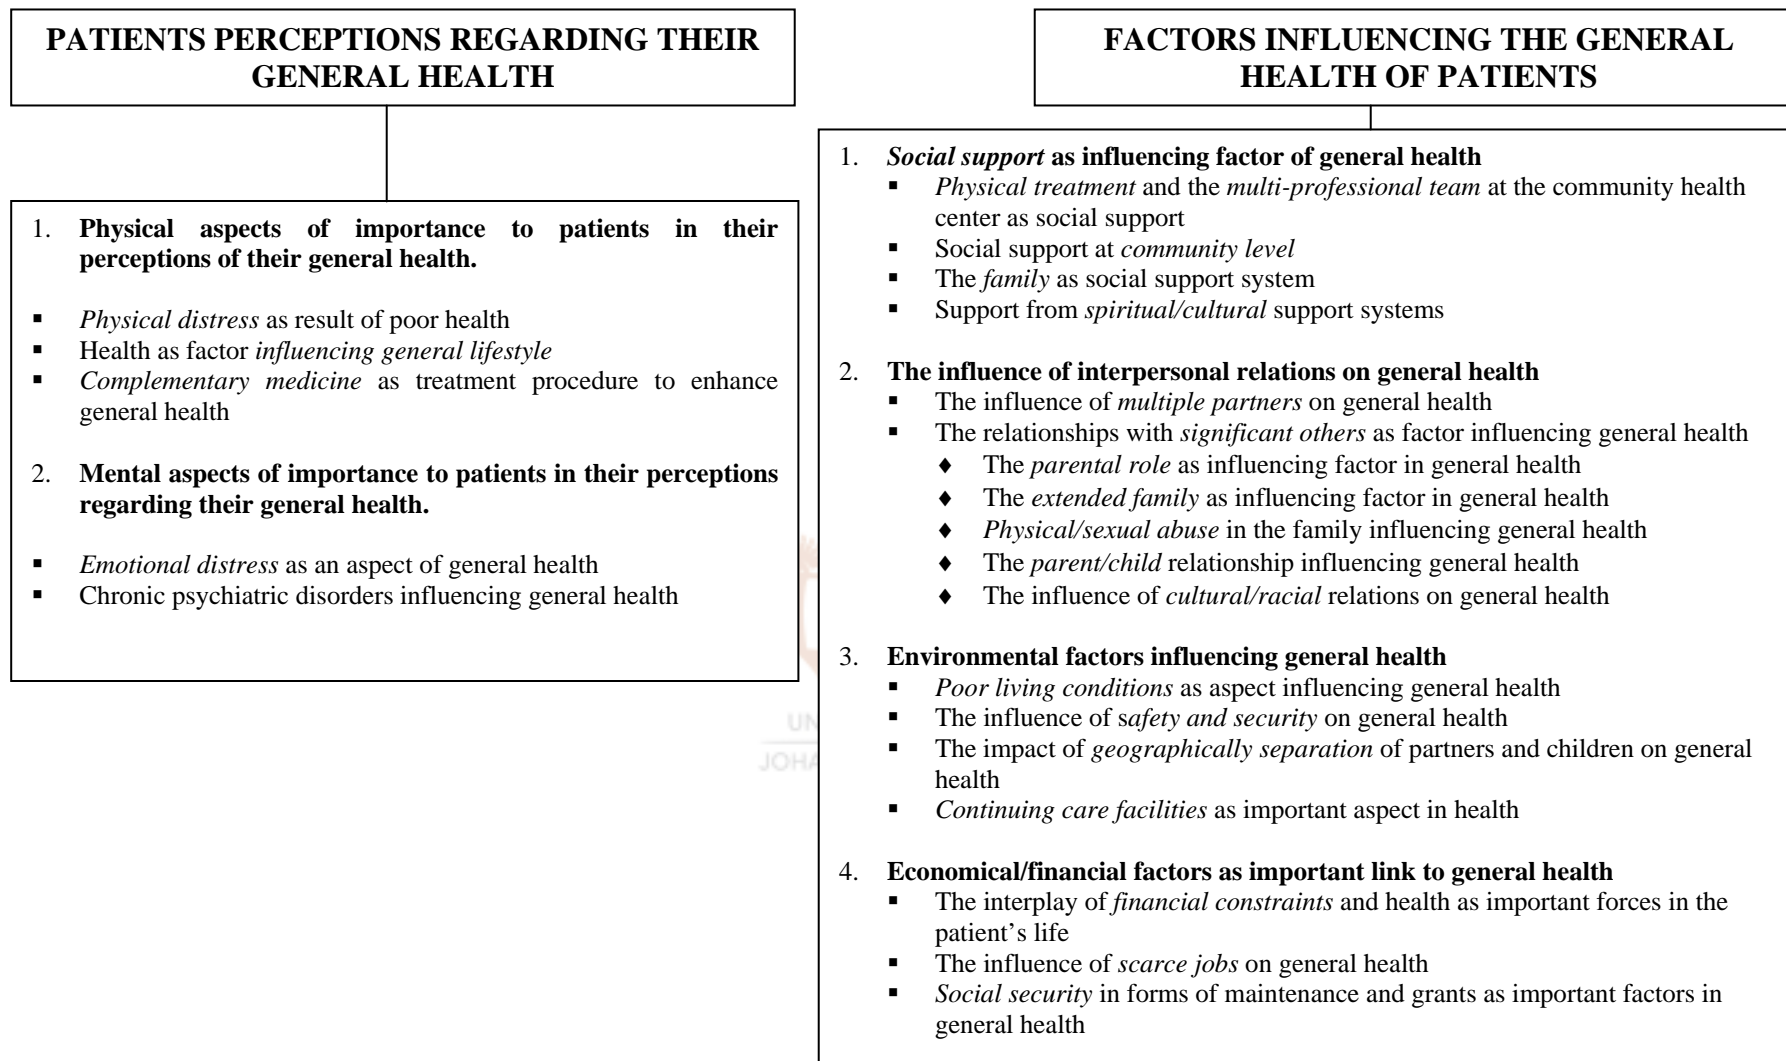 PATIENTS PERCEPTIONS REGARDING THEIR
GENERAL HEALTH
1. Physical aspects of importance to patients in their
perceptions of their general health.
▪ Physical distress as result of poor health
▪ Health as factor influencing general lifestyle
▪ Complementary medicine as treatment procedure to enhance
general health
2. Mental aspects of importance to patients in their perceptions
regarding their general health.
▪ Emotional distress as an aspect of general health
▪ Chronic psychiatric disorders influencing general health
FACTORS INFLUENCING THE GENERAL
HEALTH OF PATIENTS
1. Social support as influencing factor of general health
▪ Physical treatment and the multi-professional team at the community health
center as social support
▪ Social support at community level
▪ The family as social support system
▪ Support from spiritual/cultural support systems
2. The influence of interpersonal relations on general health
▪ The influence of multiple partners on general health
▪ The relationships with significant others as factor influencing general health
♦ The parental role as influencing factor in general health
♦ The extended family as influencing factor in general health
♦ Physical/sexual abuse in the family influencing general health
♦ The parent/child relationship influencing general health
♦ The influence of cultural/racial relations on general health
3. Environmental factors influencing general health
▪ Poor living conditions as aspect influencing general health
▪ The influence of safety and security on general health
▪ The impact of geographically separation of partners and children on general
health
▪ Continuing care facilities as important aspect in health
4. Economical/financial factors as important link to general health
▪ The interplay of financial constraints and health as important forces in the
patient’s life
▪ The influence of scarce jobs on general health
▪ Social security in forms of maintenance and grants as important factors in
general health
UN
JOHA